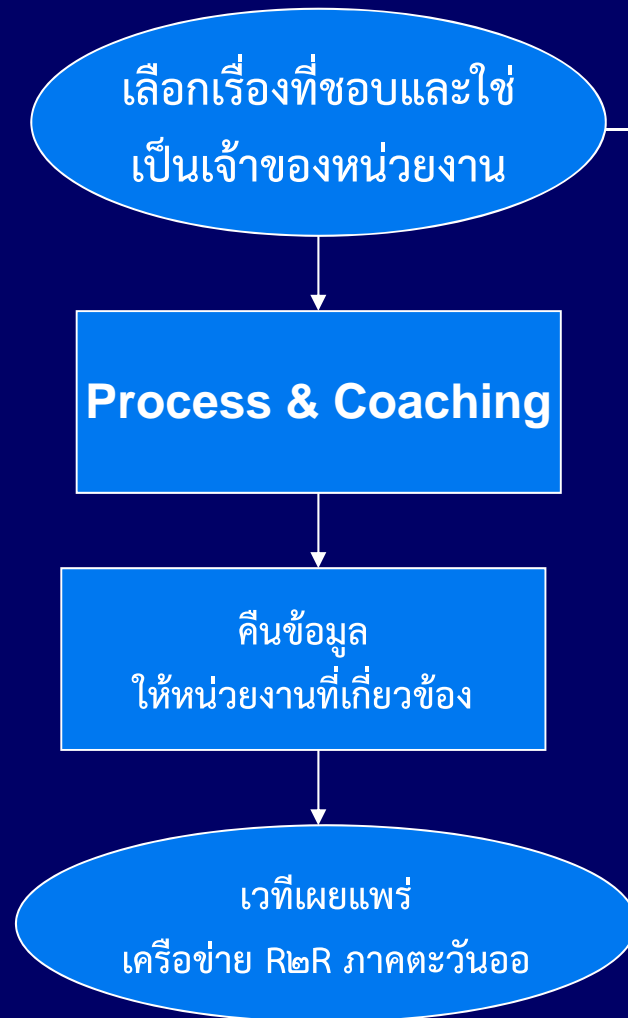 เลือกเรื่องที่ชอบและใช่
เป็นเจ้าของหน่วยงาน
Process & Coaching
คืนข้อมูล
ให้หน่วยงานที่เกี่ยวข้อง
เวทีเผยแพร่
เครือข่าย R๒R ภาคตะวันออ